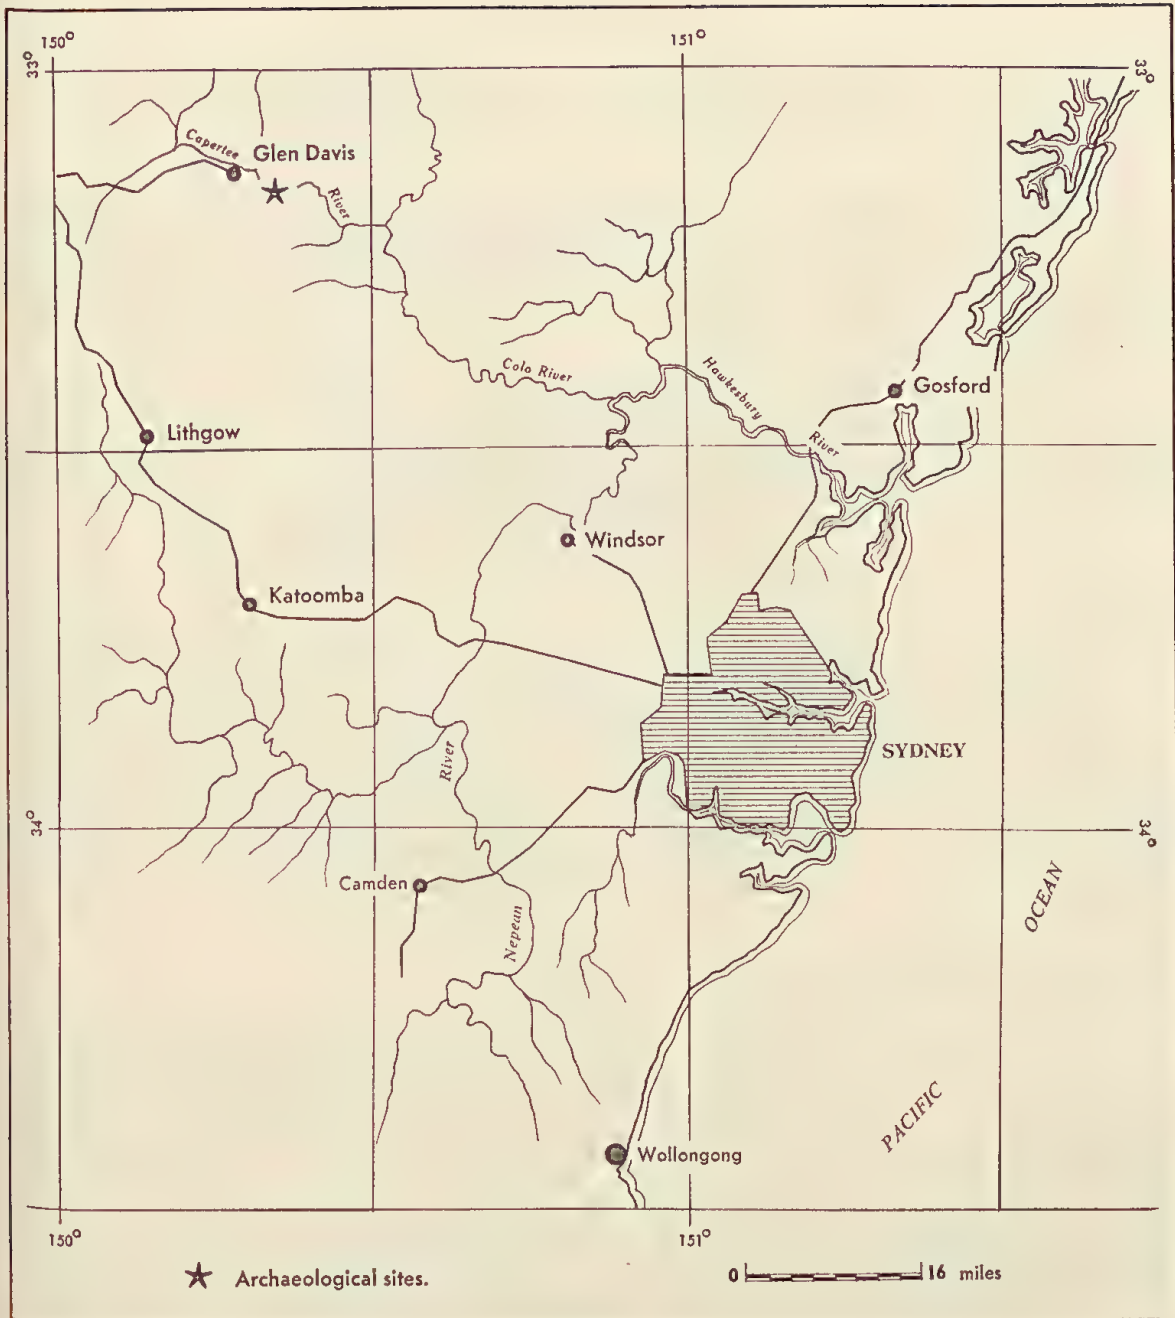 150°
151°
33°
33°
Capertee
Glen Davis
River
Colo River
Hawkesbury
River
Gosford
Lithgow
Windsor
Katoomba
SYDNEY
River
34°
34°
Camden
OCEAN
Nepean
PACIFIC
Wollongong
150°
151°
Archaeological sites.
0 16 miles